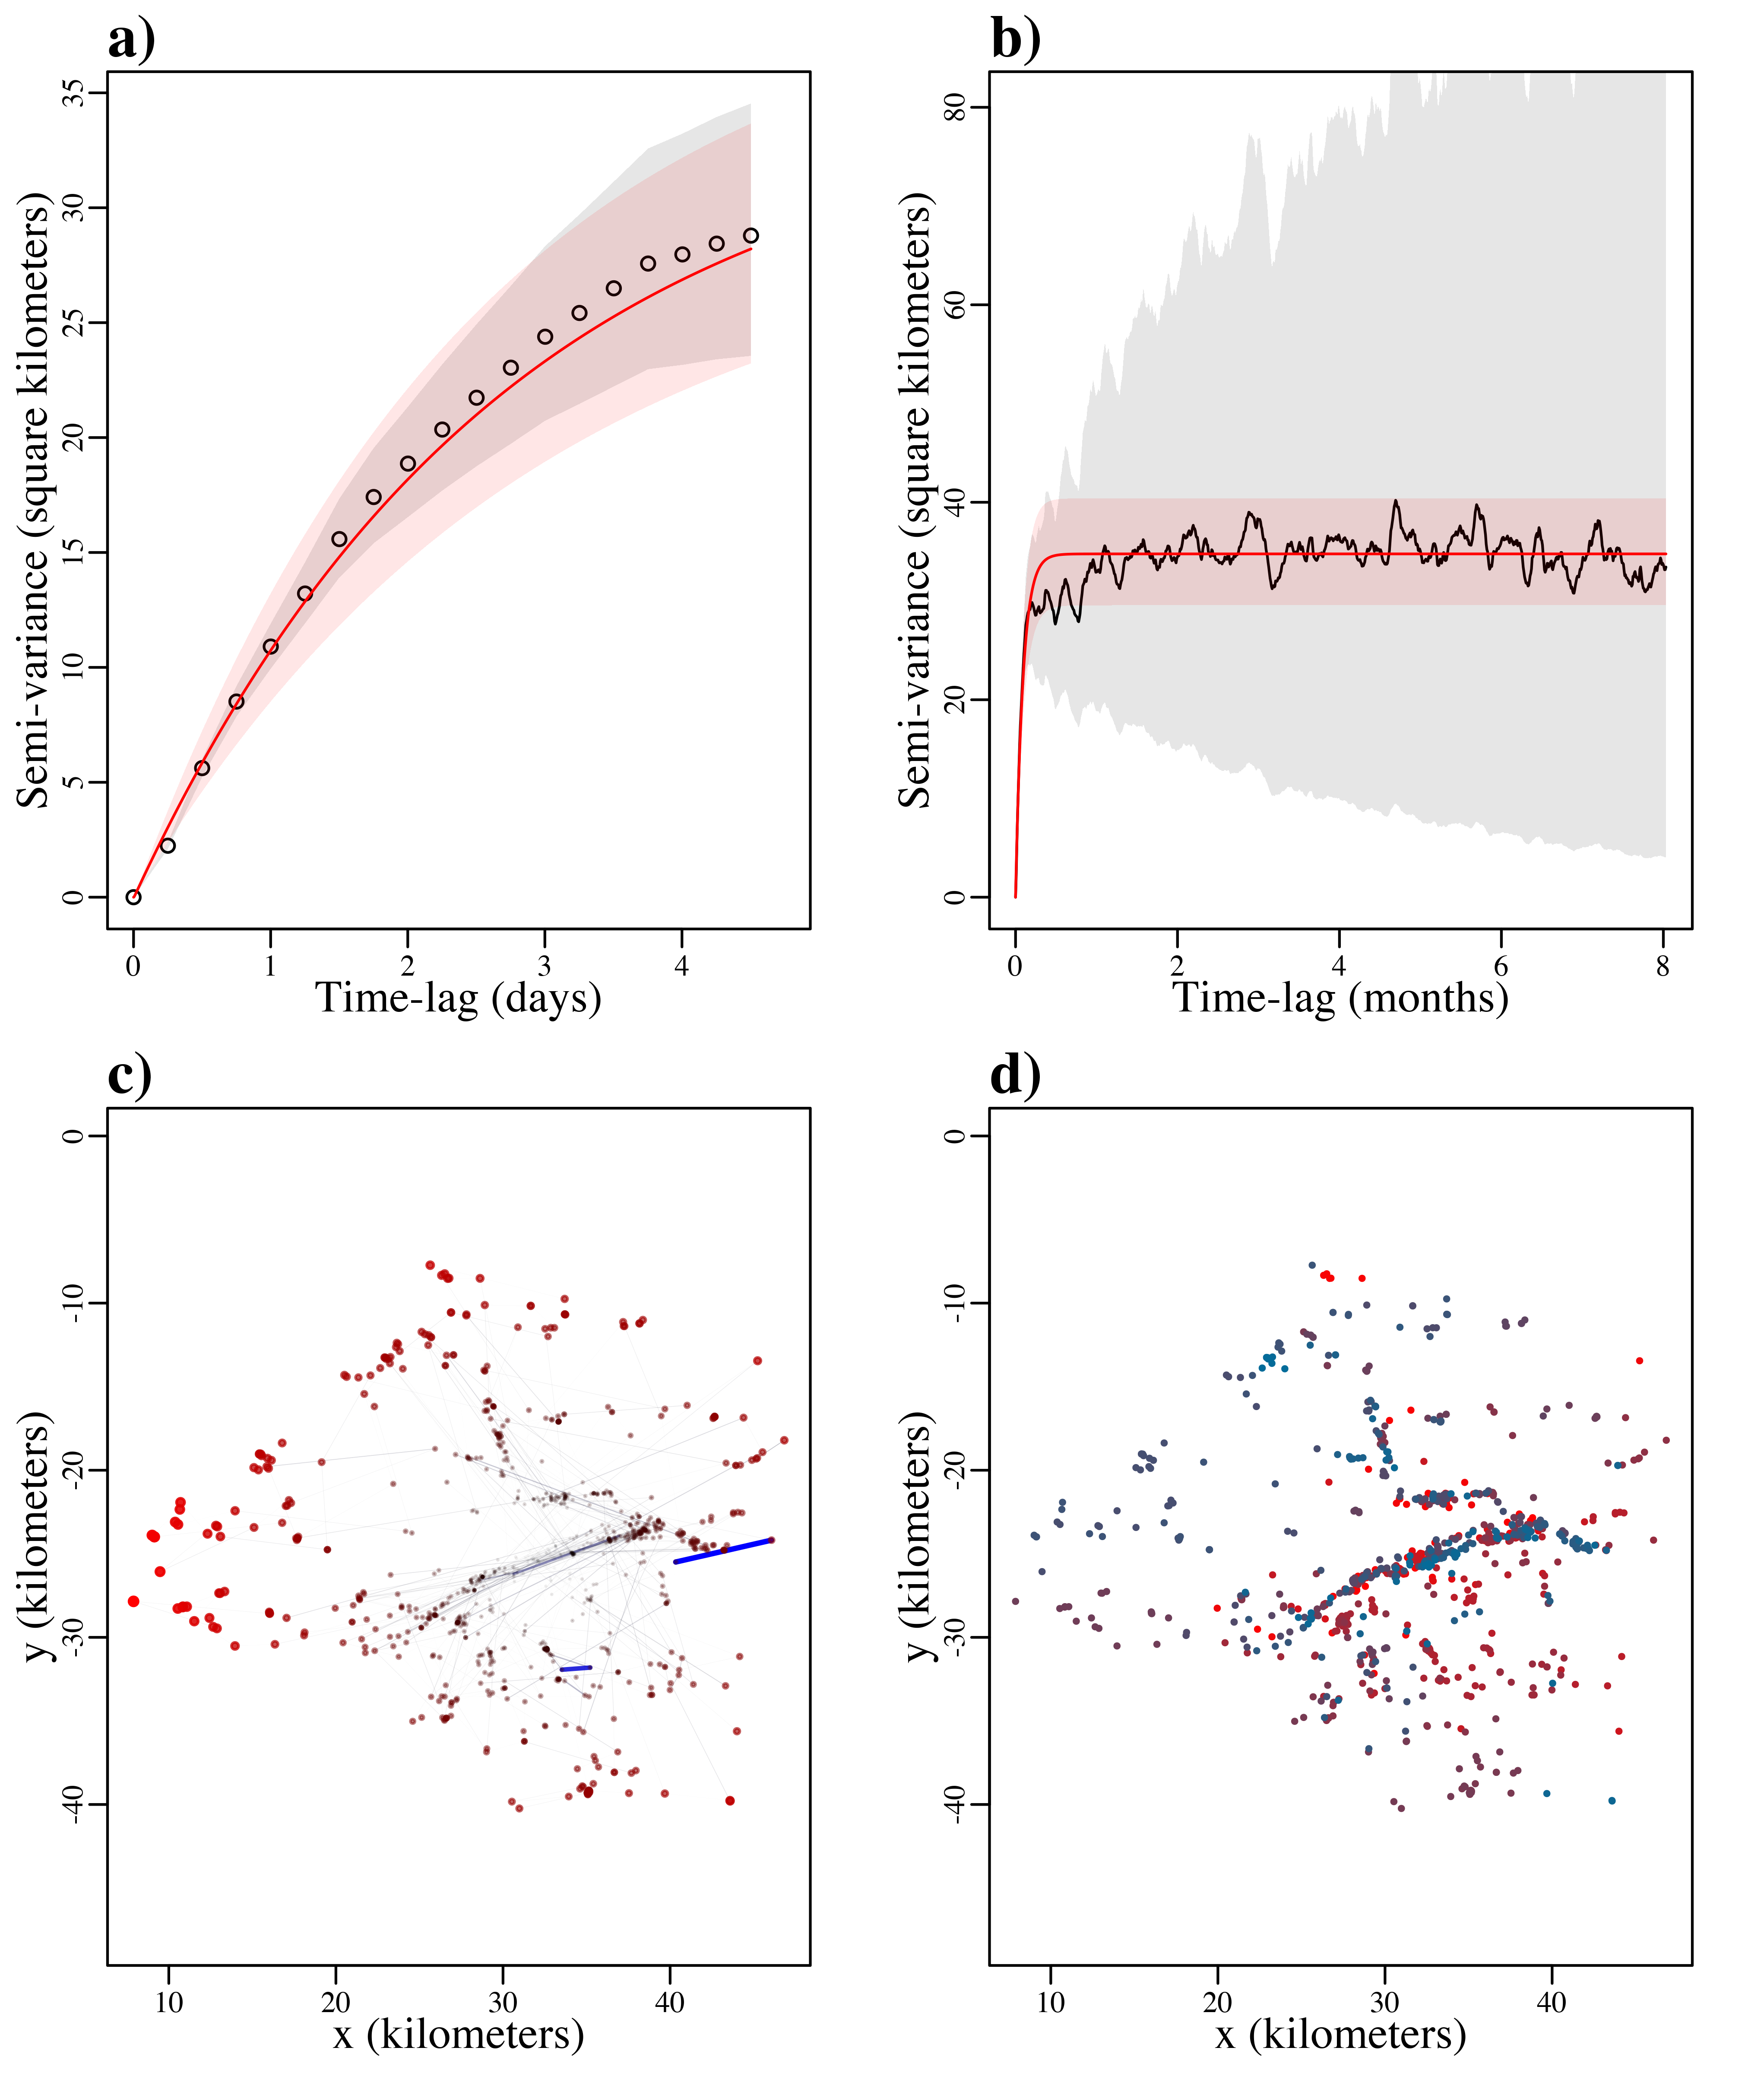 a)
Semi-variance (square kilometers)
35
30
25
20
15
10
5
0
0 1 2 3 4
Time-lag (days)
b)
Semi-variance (square kilometers)
80
60
40
20
0
0 2 4 6 8
Time-lag (months)
c)
y (kilometers)
0
-10
-20
-30
-40
10 20 30 40
x (kilometers)
d)
y (kilometers)
0
-10
-20
-30
-40
10 20 30 40
x (kilometers)